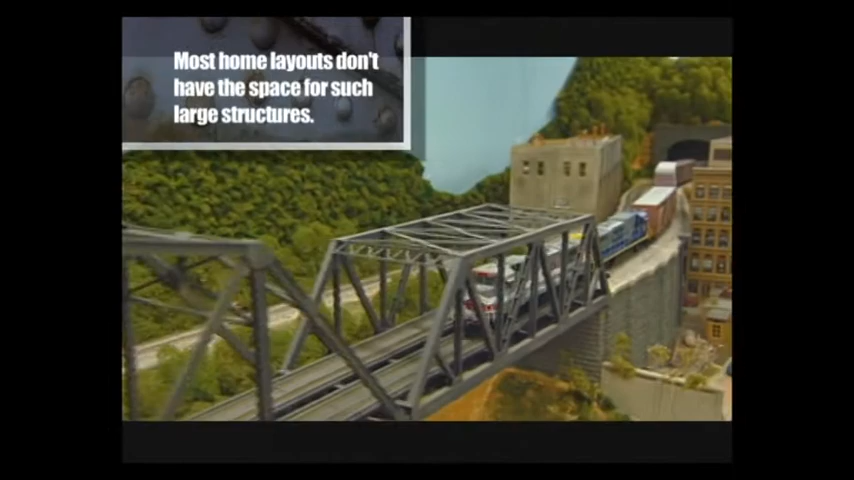 Most home layouts don't
have the space for such
large structures.